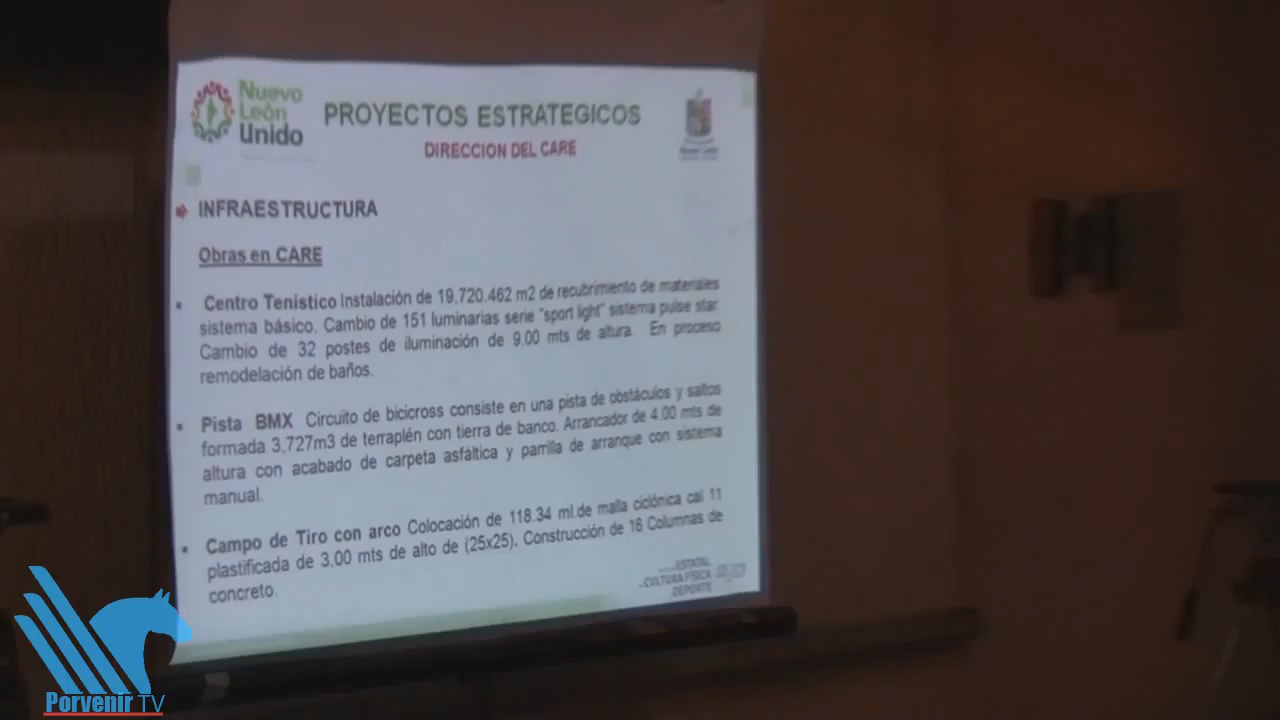 Nuevo
León
Unido
PROYECTOS ESTRATEGICOS
DIRECCION DEL CARE
INFRAESTRUCTURA
Obras en CARE
Centro Tenístico Instalación de 19,720.462 m2 de recubrimiento de materiales
sistema básico. Cambio de 151 luminarias serie "sport light" sistema pulse star.
Cambio de 32 postes de iluminación de 9.00 mts de altura. En proceso
remodelación de baños.
Pista BMX Circuito de bicicross consiste en una pista de obstáculos y saltos
formada 3,727m3 de terraplén con tierra de banco. Arrancador de 4.00 mts de
altura con acabado de carpeta asfáltica y parrilla de arranque con sistema
manual.
Campo de Tiro con arco Colocación de 118.34 ml.de malla ciclónica cal 11
plastificada de 3.00 mts de alto de (25x25). Construcción de 16 Columnas de
concreto.
ESTATAL
CULTURA FÍSICA
DEPORTE
Porvenir TV